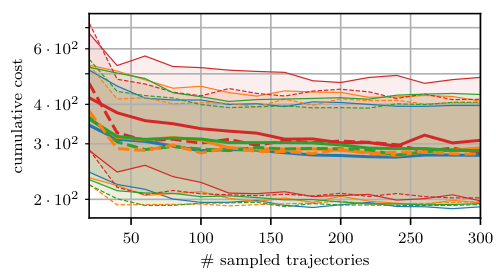 cumulative cost
6 · 10²
4 · 10²
3 · 10²
2 · 10²
50 100 150 200 250 300
# sampled trajectories